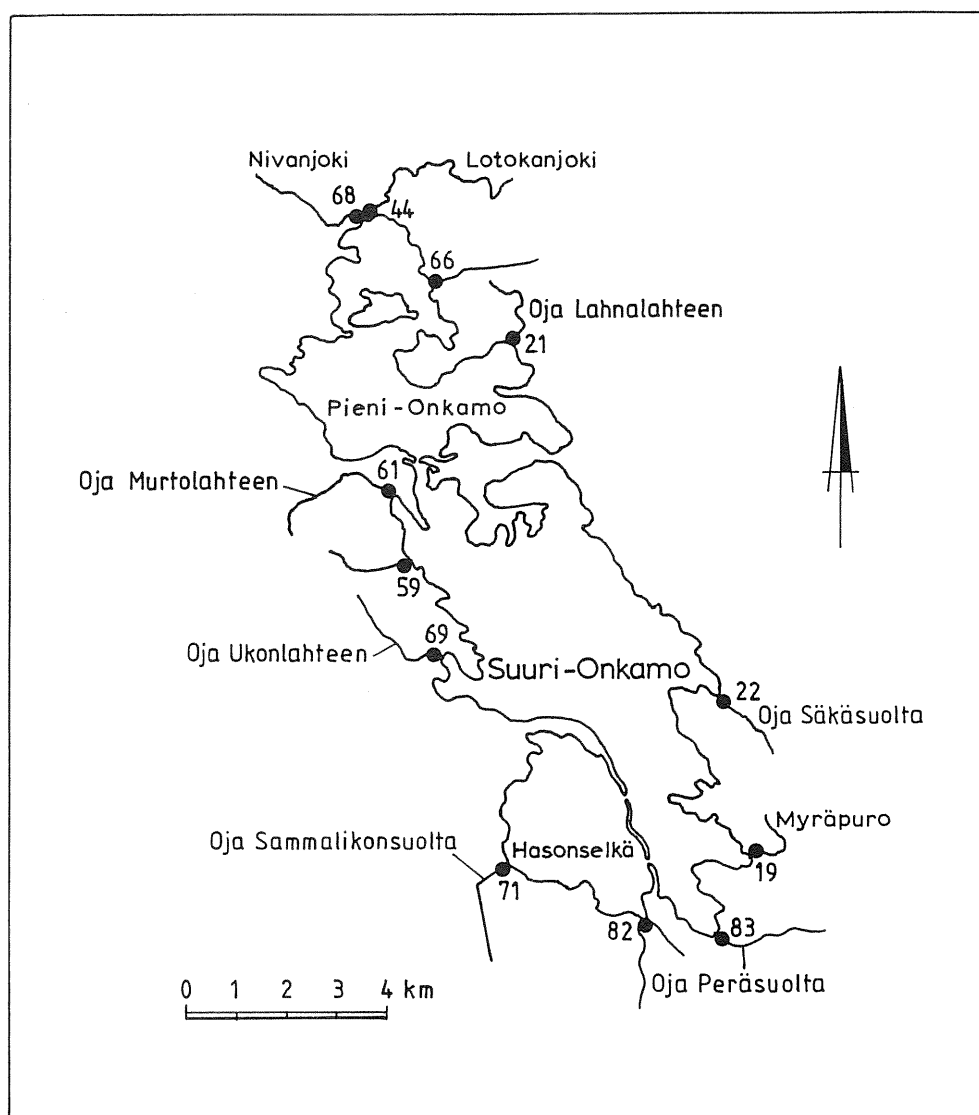 Nivanjoki
Lotokanjoki
68
44
66
Oja Lahnalahteen
21
Pieni-Onkamo
61
Oja Murtolahteen
59
69
Oja Ukonlahteen
Suuri-Onkamo
22
Oja Säkäsuolta
Myräpuro
Oja Sammalikonsuolta
Hasonselkä
19
71
82
83
Oja Peräsuolta
0 1 2 3 4 km